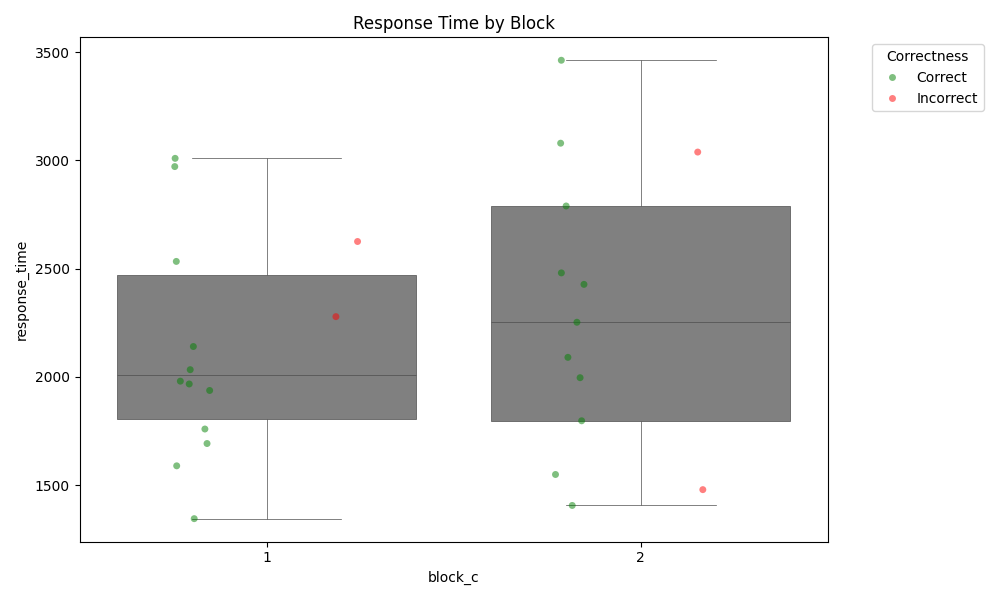 Response Time by Block
Correctness
Correct
Incorrect
response_time
3500
3000
2500
2000
1500
1
2
block_c